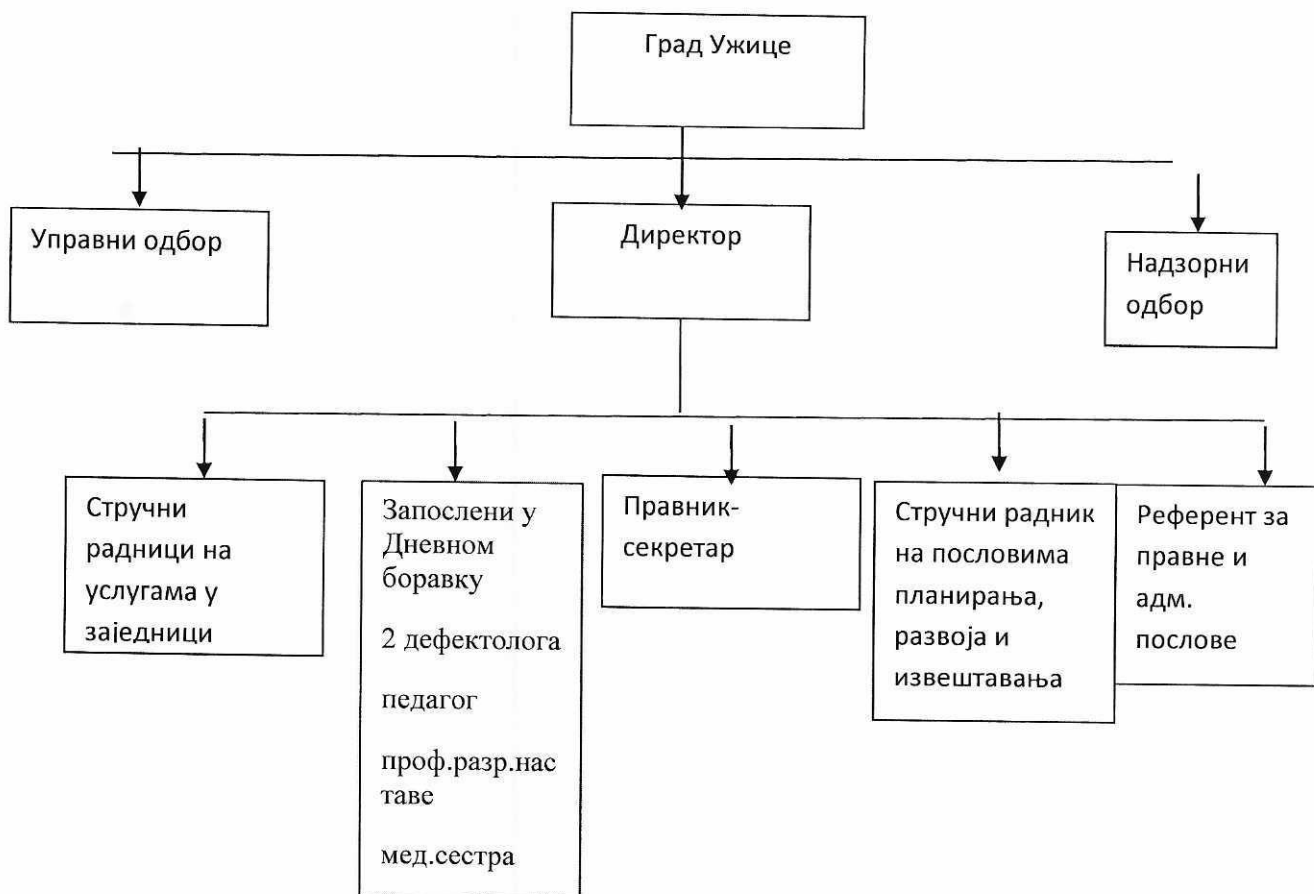 Град Ужице
Управни одбор
Директор
Надзорни
одбор
Стручни
радници на
услугама у
заједници
Запослени у
Дневном
боравку
2 дефектолога
педагог
проф.разр.нас
таве
мед.сестра
Правник-
секретар
Стручни радник
на пословима
планирања,
развоја и
извештавања
Референт за
правне и
адм.
послове